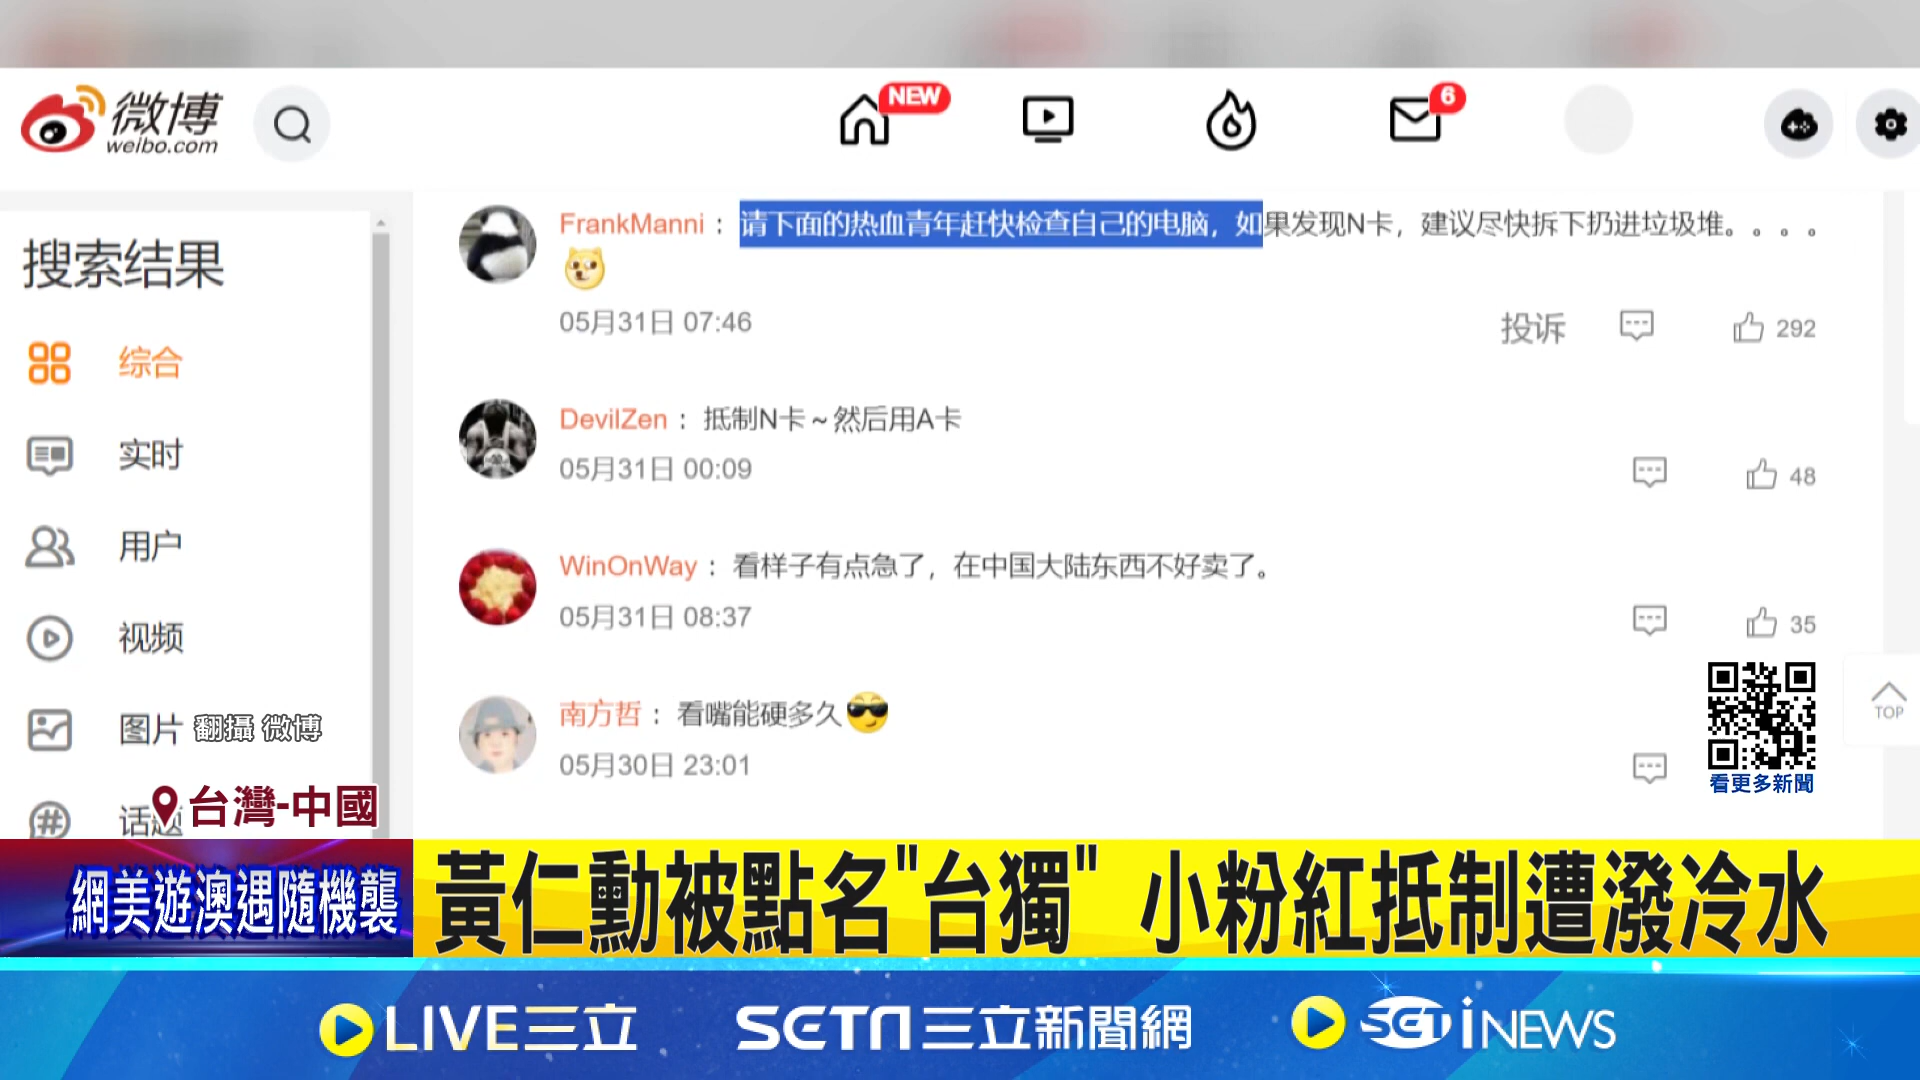 微博
weibo.com
NEW
6
搜索结果
综合
实时
用户
视频
图片
话题
FrankManni：请下面的热血青年赶快检查自己的电脑，如果发现N卡，建议尽快拆下扔进垃圾堆。。。。
05月31日 07:46
投诉
292
DevilZen：抵制N卡～然后用A卡
05月31日 00:09
48
WinOnWay：看样子有点急了，在中国大陆东西不好卖了。
05月31日 08:37
35
南方哲：看嘴能硬多久
05月30日 23:01
TOP
看更多新聞
翻攝 微博
台灣-中國
網美遊澳遇隨機襲
黃仁勳被點名"台獨" 小粉紅抵制遭潑冷水
LIVE三立
SETN三立新聞網
SET iNEWS